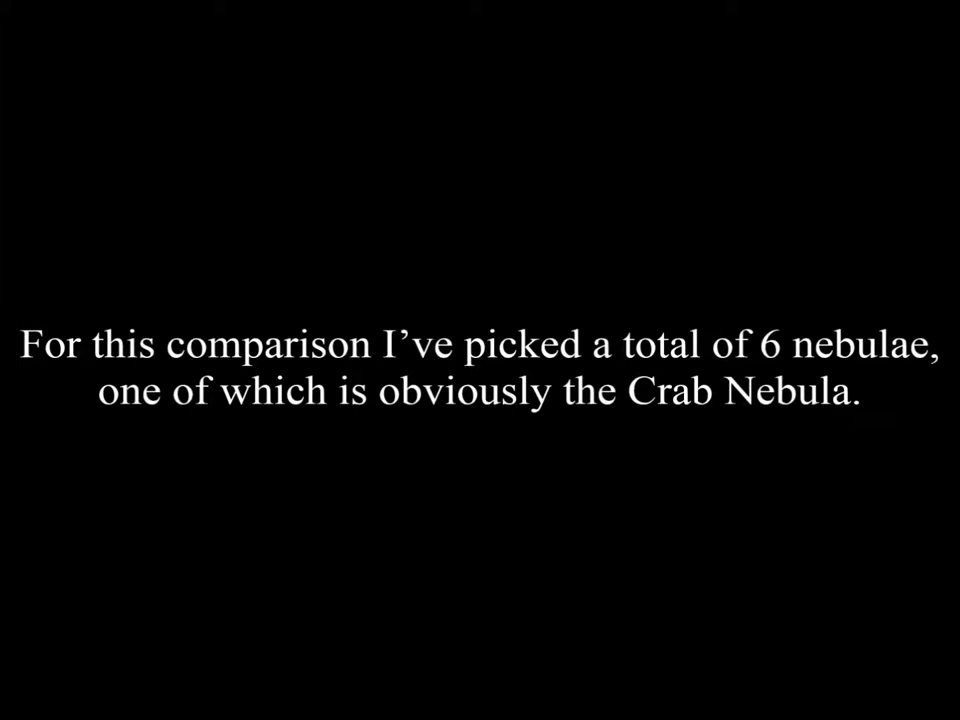 For this comparison I’ve picked a total of 6 nebulae,
one of which is obviously the Crab Nebula.